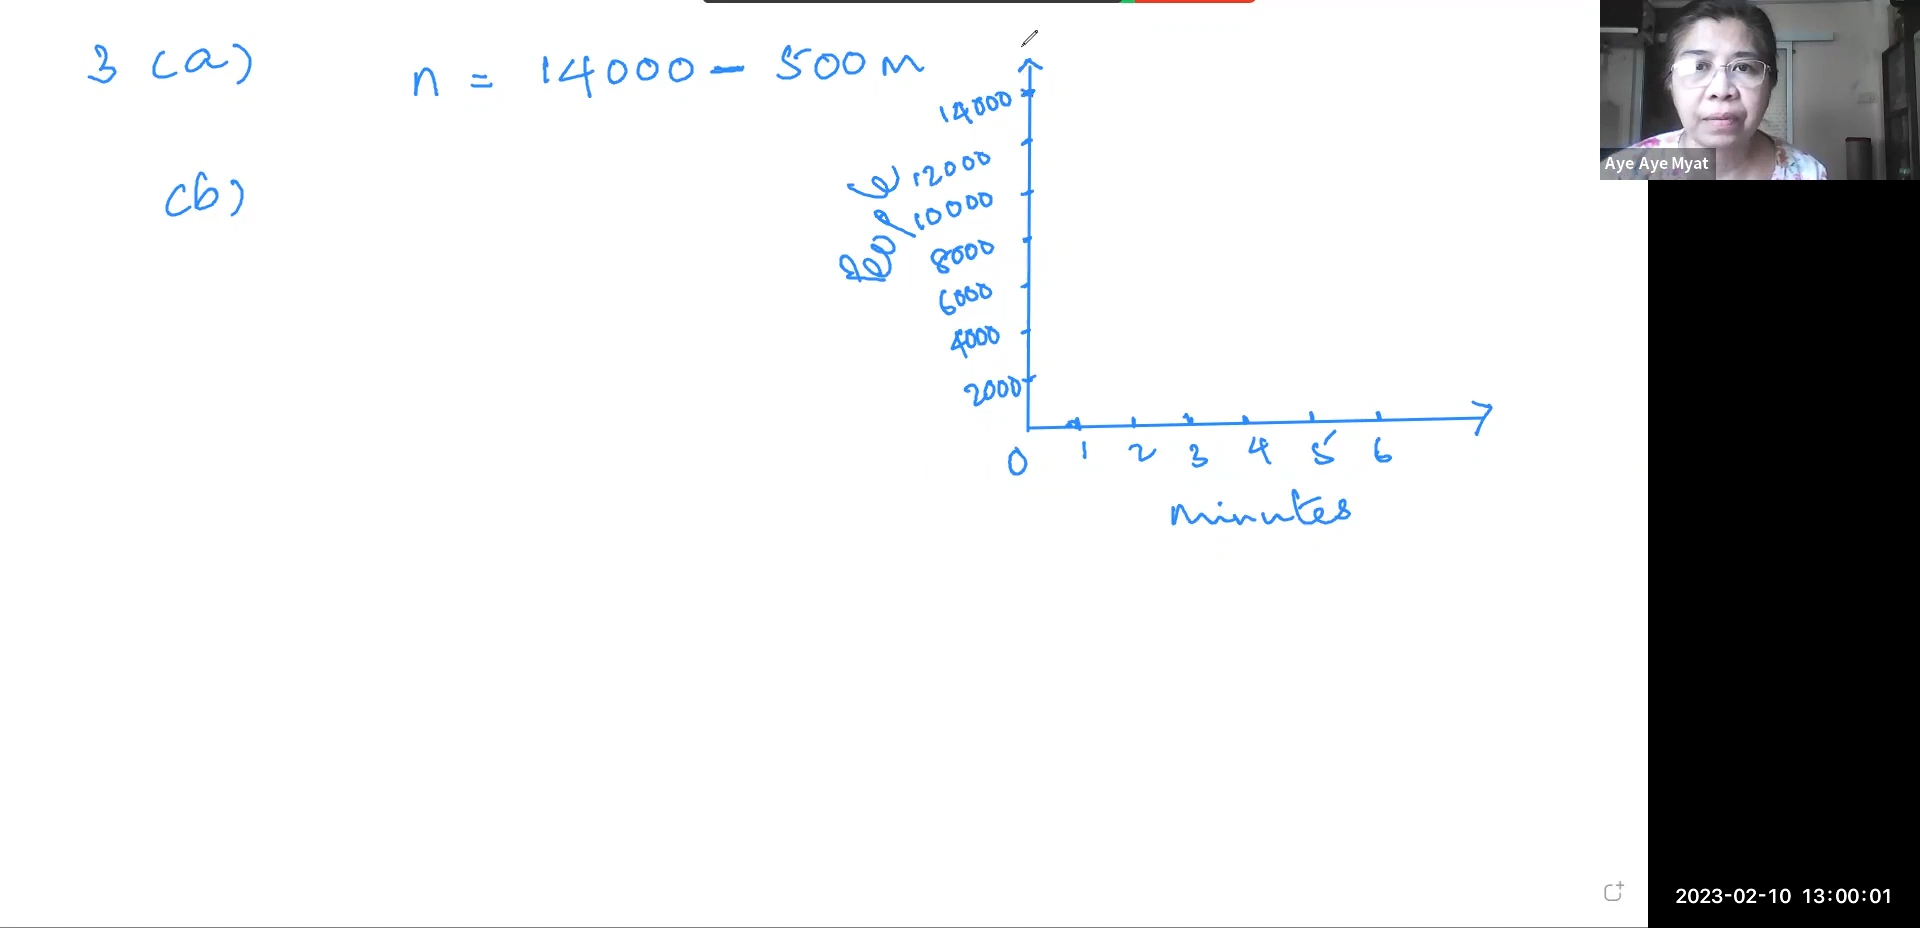 3 (a) n = 14000 - 500m
(b)
14000
12000
10000
8000
6000
4000
2000
0 1 2 3 4 5 6
minutes
Aye Aye Myat
2023-02-10 13:00:01